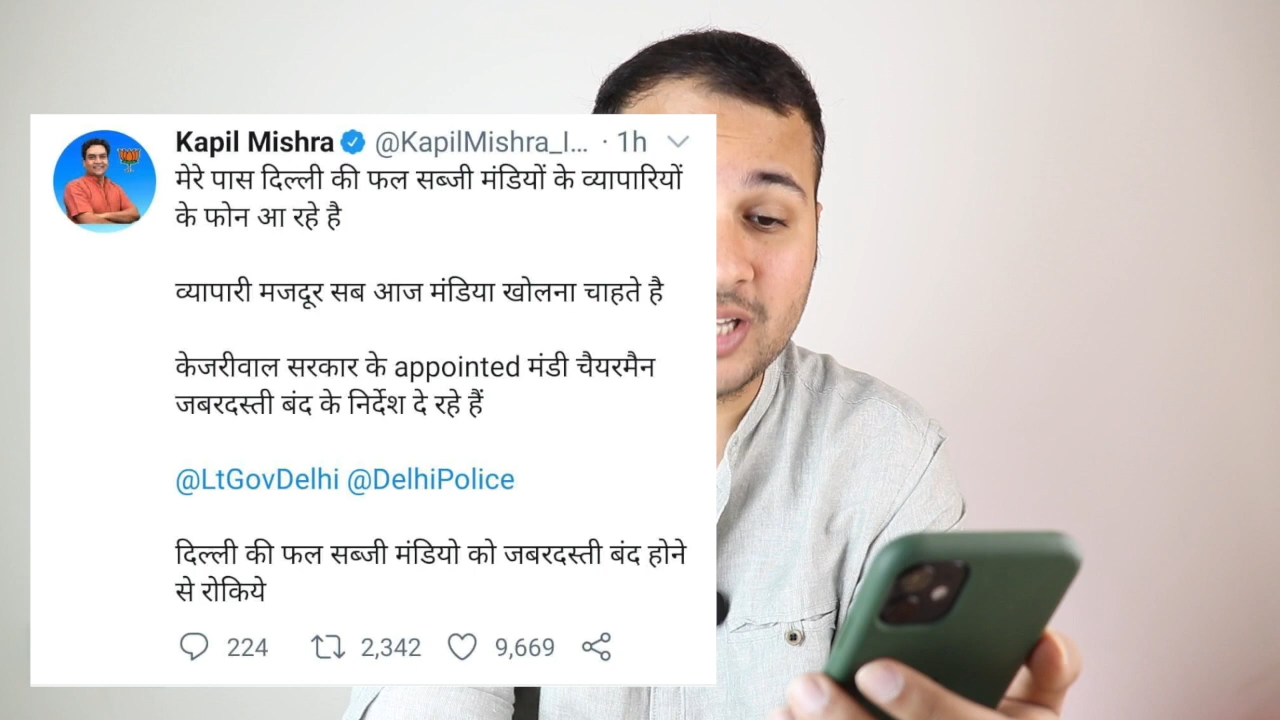 Kapil Mishra @KapilMishra_I... · 1h
मेरे पास दिल्ली की फल सब्जी मंडियों के व्यापारियों
के फोन आ रहे है
व्यापारी मजदूर सब आज मंडिया खोलना चाहते है
केजरीवाल सरकार के appointed मंडी चैयरमैन
जबरदस्ती बंद के निर्देश दे रहे हैं
@LtGovDelhi @DelhiPolice
दिल्ली की फल सब्जी मंडियो को जबरदस्ती बंद होने
से रोकिये
224 2,342 9,669